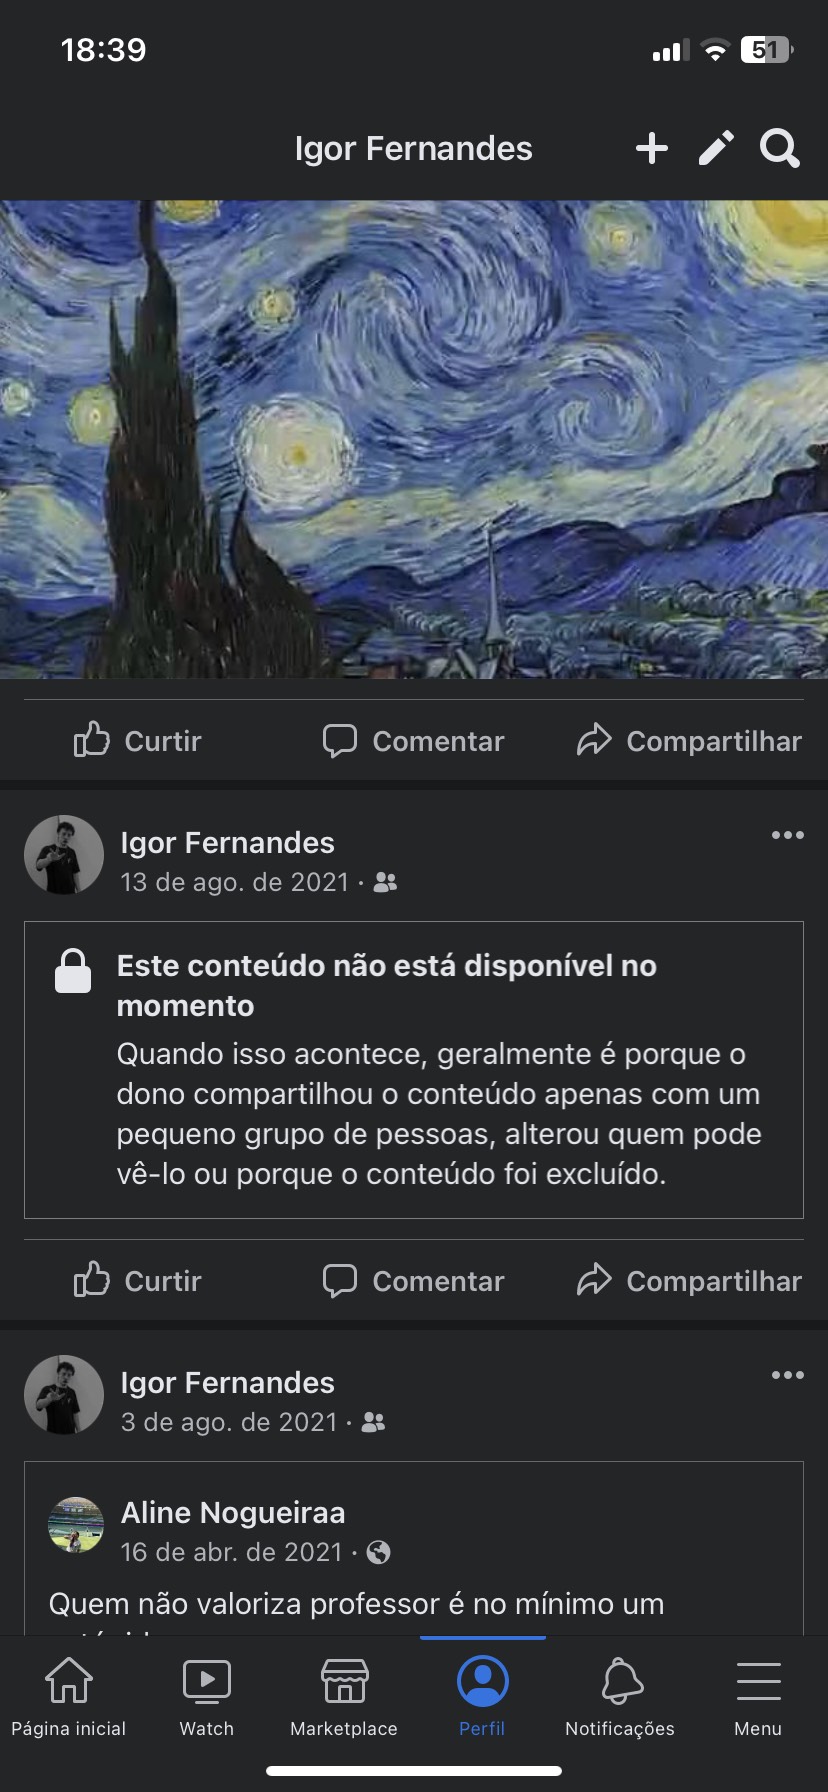 18:39
51
Igor Fernandes
Curtir
Comentar
Compartilhar
Igor Fernandes
13 de ago. de 2021 ·
Este conteúdo não está disponível no
momento
Quando isso acontece, geralmente é porque o
dono compartilhou o conteúdo apenas com um
pequeno grupo de pessoas, alterou quem pode
vê-lo ou porque o conteúdo foi excluído.
Curtir
Comentar
Compartilhar
Igor Fernandes
3 de ago. de 2021 ·
Aline Nogueiraa
16 de abr. de 2021 ·
Quem não valoriza professor é no mínimo um
Página inicial
Watch
Marketplace
Perfil
Notificações
Menu